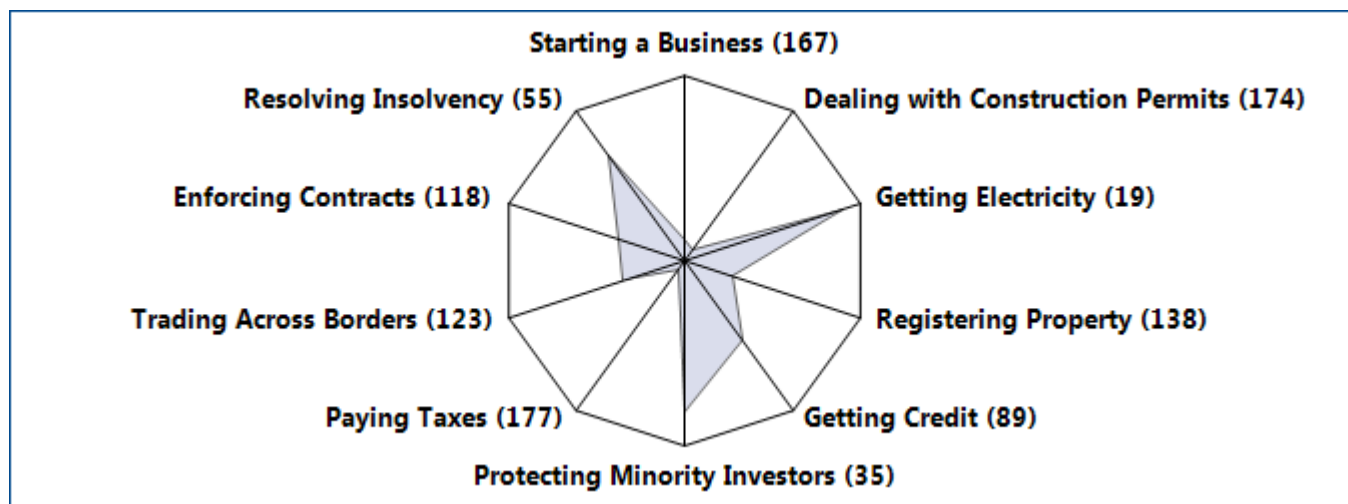 Starting a Business (167)
Resolving Insolvency (55)
Dealing with Construction Permits (174)
Enforcing Contracts (118)
Getting Electricity (19)
Trading Across Borders (123)
Registering Property (138)
Paying Taxes (177)
Getting Credit (89)
Protecting Minority Investors (35)